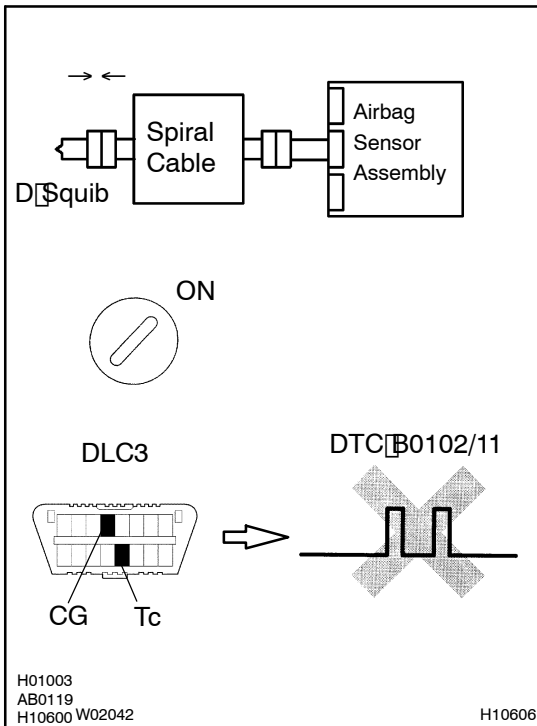 Airbag
Sensor
Assembly
Spiral
Cable
D▯Squib
ON
DLC3
DTC▯B0102/11
CG
Tc
H01003
AB0119
H10600 W02042
H10606